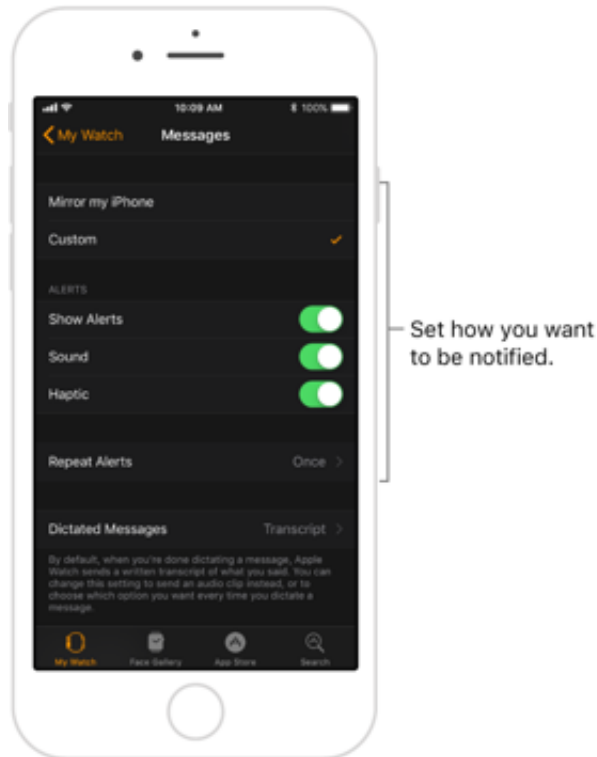 10:09 AM
100%
My Watch
Messages
Mirror my iPhone
Custom
ALERTS
Show Alerts
Sound
Haptic
Repeat Alerts
Once
Dictated Messages
Transcript
By default, when you're done dictating a message, Apple
Watch sends a written transcript of what you said. You can
change this setting to send an audio clip instead, or to
choose which option you want every time you dictate a
message.
My Watch
Face Gallery
App Store
Search
Set how you want
to be notified.